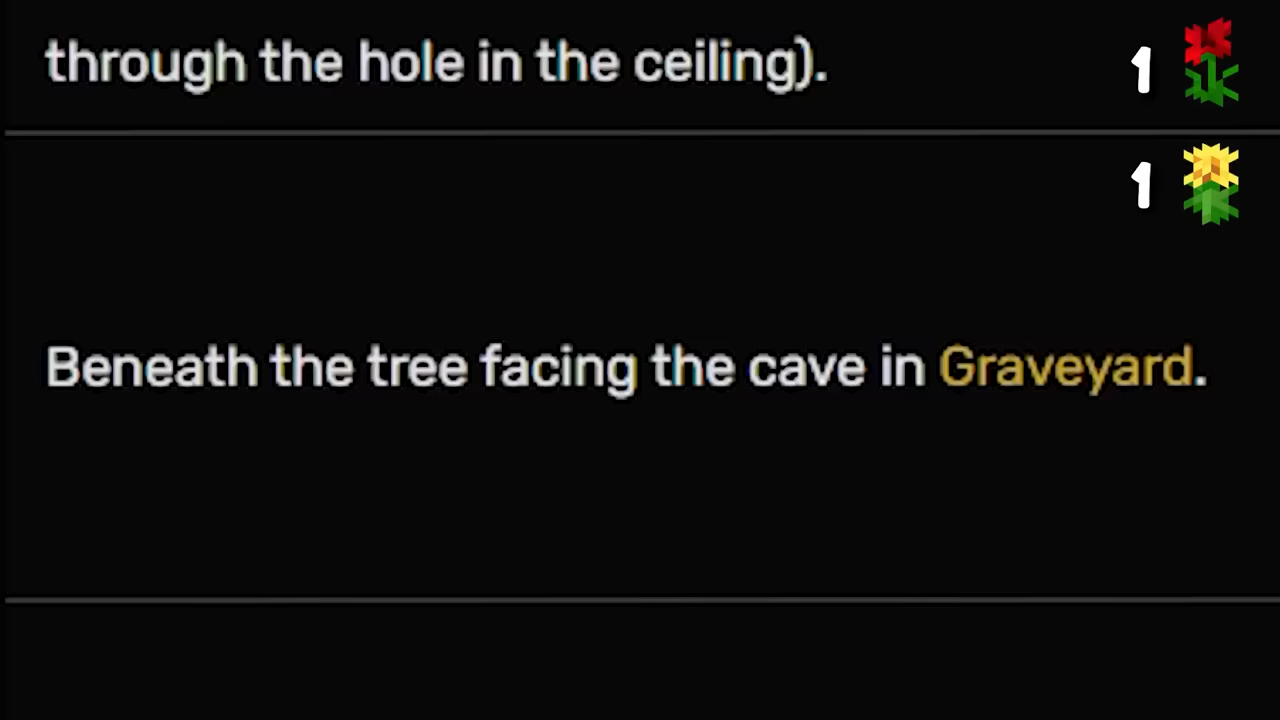 through the hole in the ceiling).
1
1
Beneath the tree facing the cave in Graveyard.